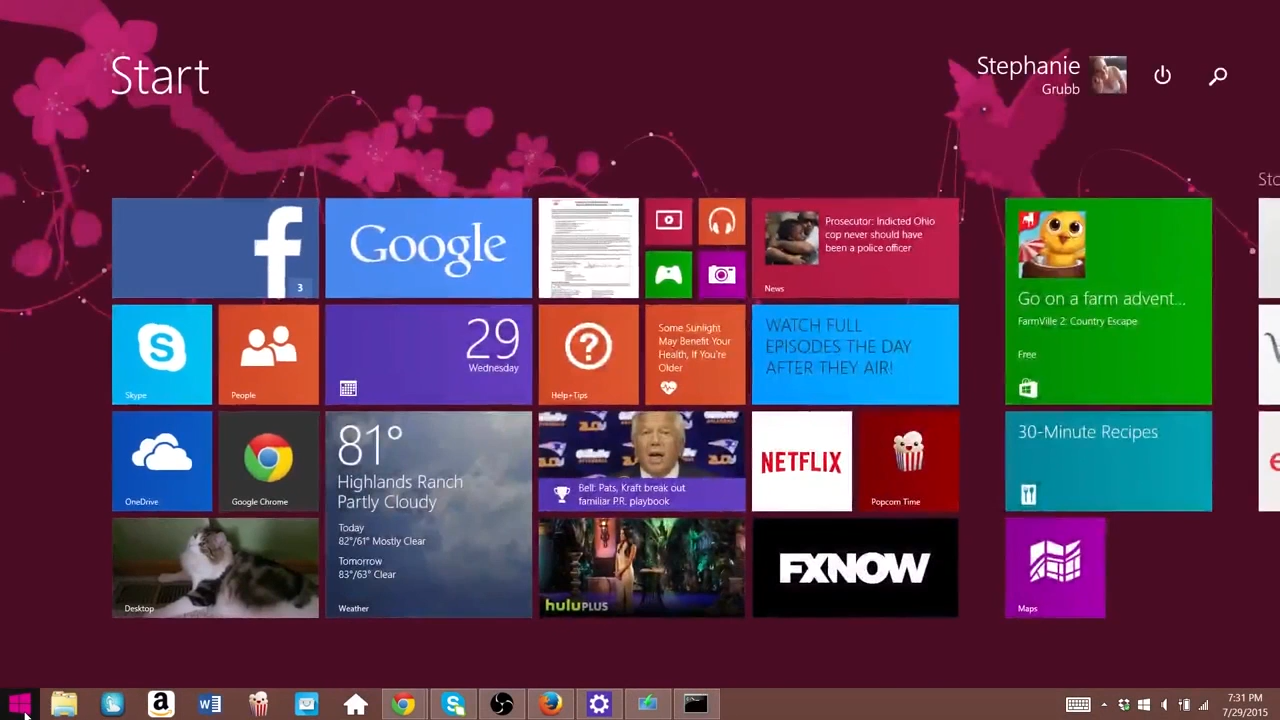 Start
Stephanie
Grubb
Sto
Google
3
Prosecutor: Indicted Ohio
cop never should have
been a police officer
News
Go on a farm advent...
FarmVille 2: Country Escape
Free
Skype
People
29
Wednesday
Help+Tips
Some Sunlight
May Benefit Your
Health, If You're
Older
WATCH FULL
EPISODES THE DAY
AFTER THEY AIR!
OneDrive
Google Chrome
81°
Highlands Ranch
Partly Cloudy
Today
82°/61° Mostly Clear
Tomorrow
83°/63° Clear
Weather
Bell: Pats, Kraft break out
familiar P.R. playbook
NETFLIX
Popcorn Time
30-Minute Recipes
Desktop
hulu PLUS
FXNOW
Maps
7:31 PM
7/29/2015